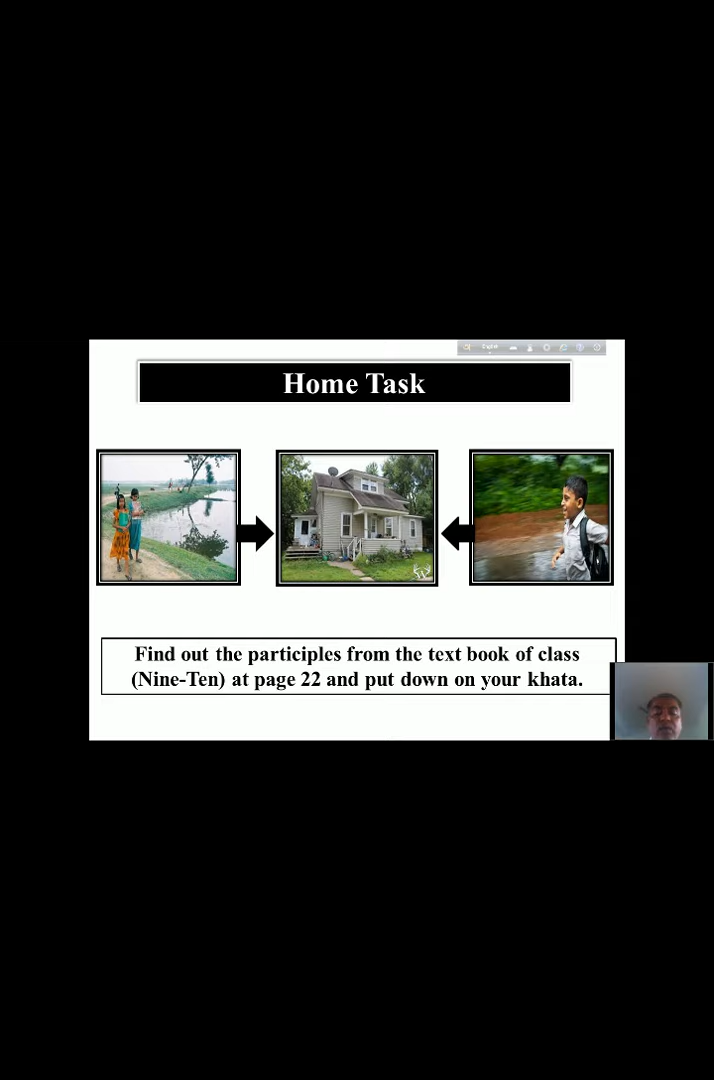 Home Task
Find out the participles from the text book of class
(Nine-Ten) at page 22 and put down on your khata.